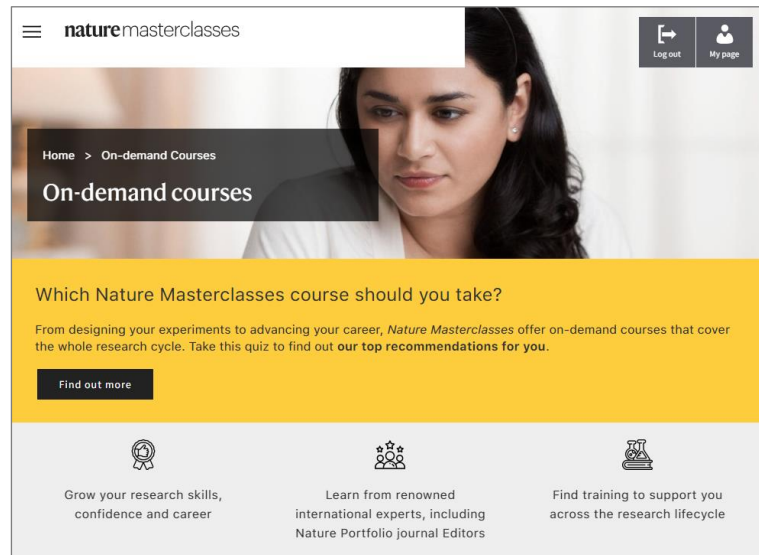 nature masterclasses
Log out
My page
Home > On-demand Courses
On-demand courses
Which Nature Masterclasses course should you take?
From designing your experiments to advancing your career, Nature Masterclasses offer on-demand courses that cover
the whole research cycle. Take this quiz to find out our top recommendations for you.
Find out more
Grow your research skills,
confidence and career
Learn from renowned
international experts, including
Nature Portfolio journal Editors
Find training to support you
across the research lifecycle